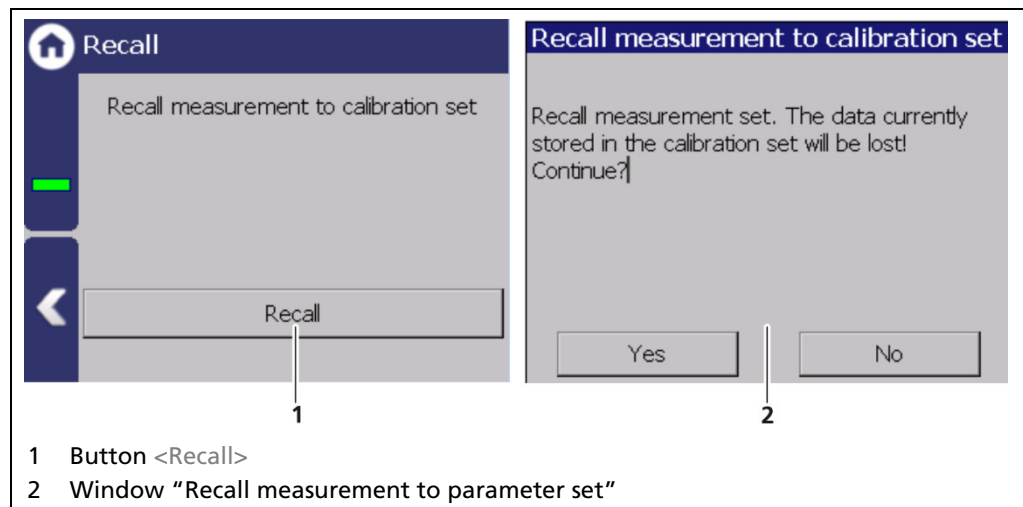 Recall
Recall measurement to calibration set
Recall
Recall measurement to calibration set
Recall measurement set. The data currently
stored in the calibration set will be lost!
Continue?
Yes
No
1
2
1 Button <Recall>
2 Window “Recall measurement to parameter set”